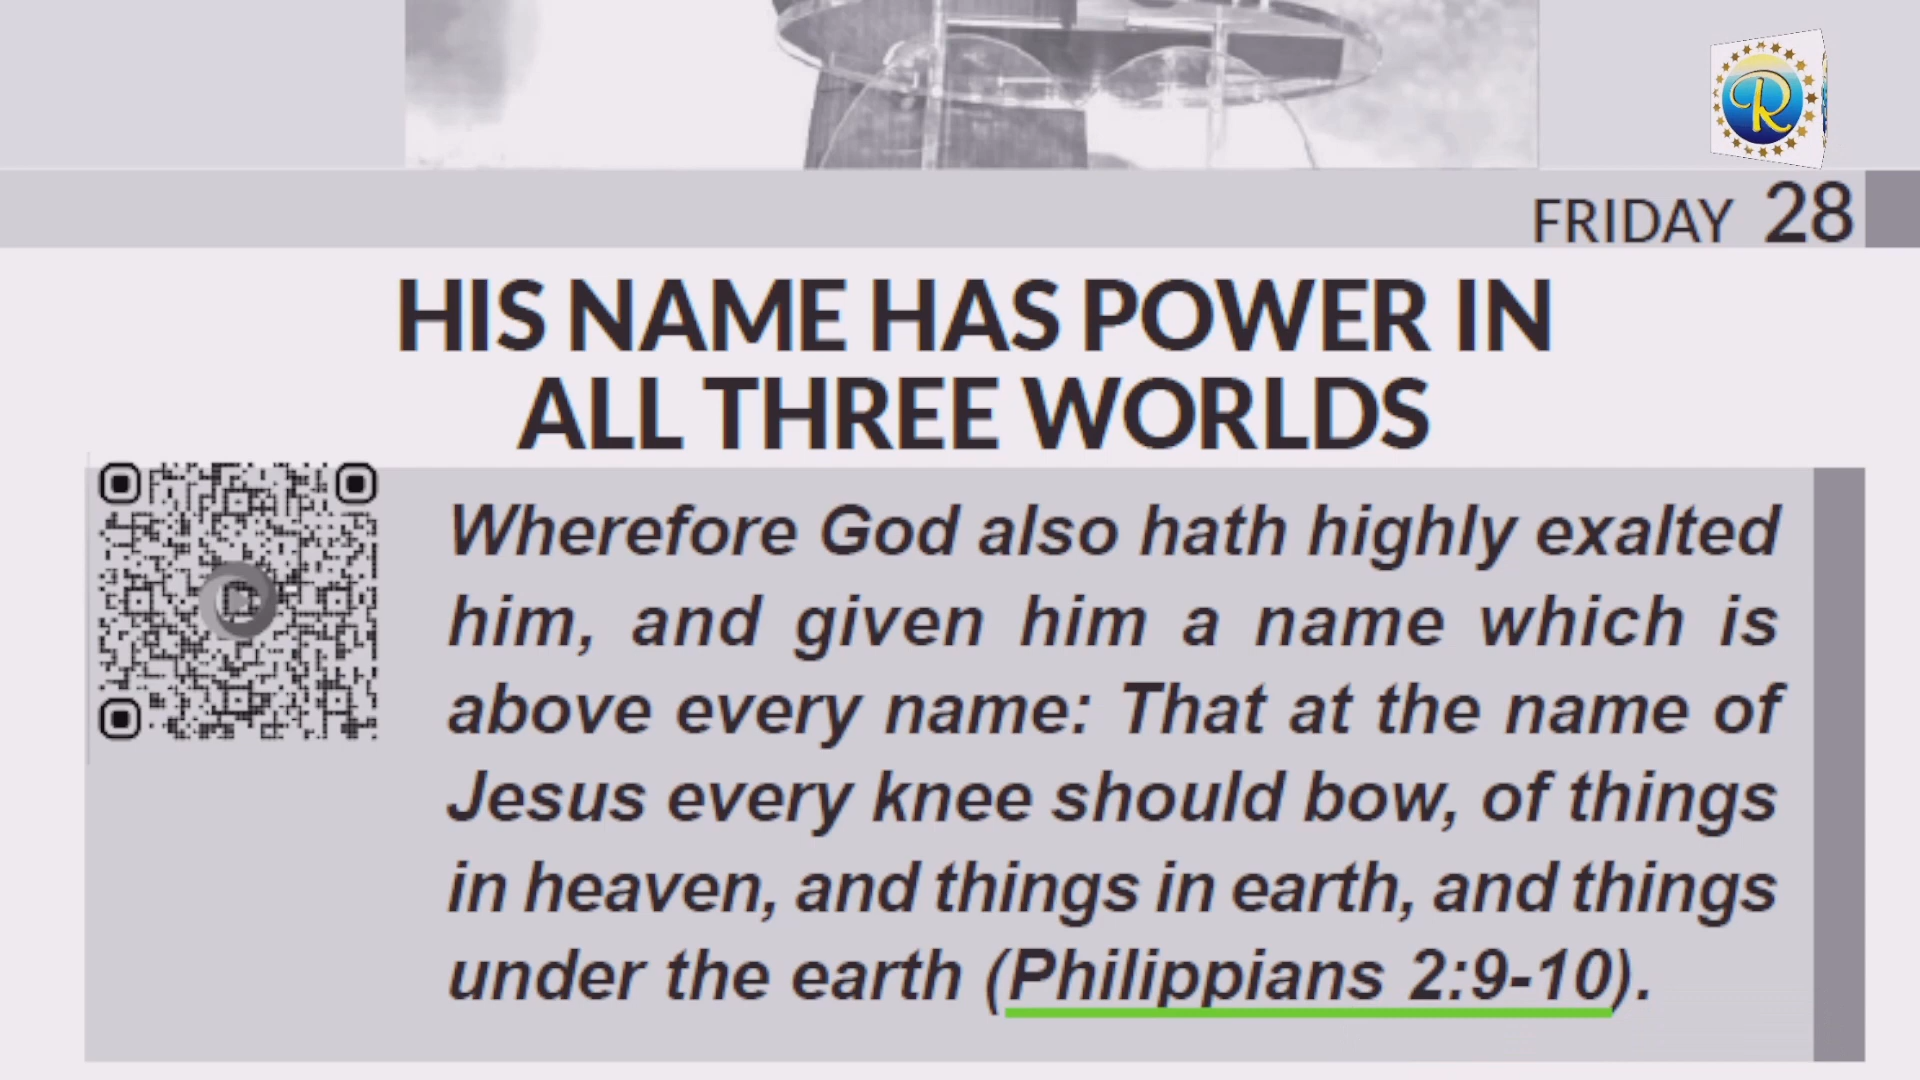 R
FRIDAY 28
HIS NAME HAS POWER IN
ALL THREE WORLDS
Wherefore God also hath highly exalted
him, and given him a name which is
above every name: That at the name of
Jesus every knee should bow, of things
in heaven, and things in earth, and things
under the earth (Philippians 2:9-10).